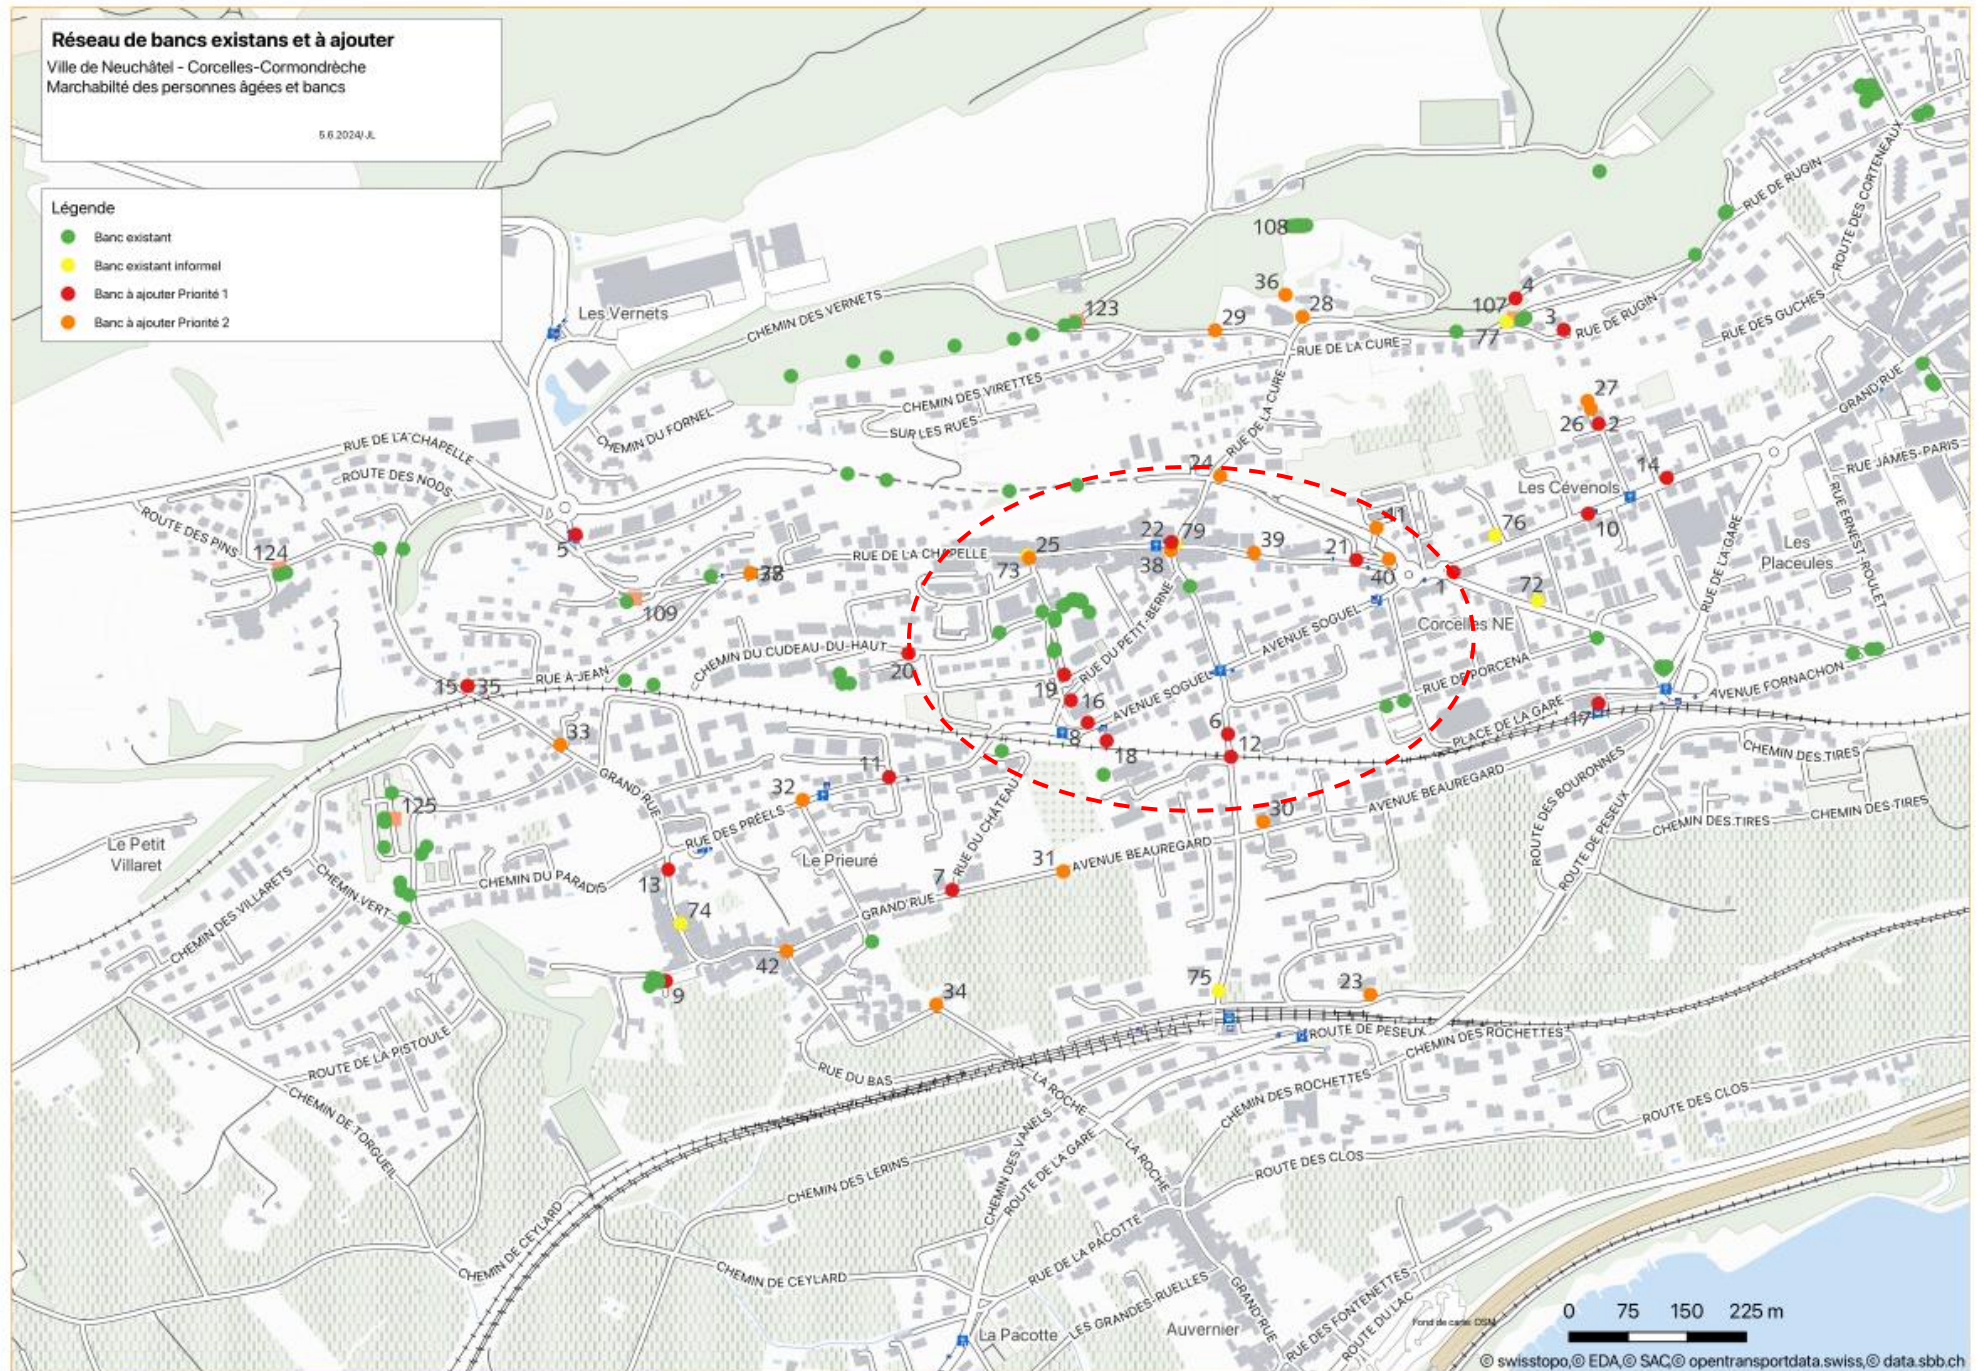 Réseau de bancs existans et à ajouter
Ville de Neuchâtel - Corcelles-Cormondrèche
Marchabilté des personnes âgées et bancs
5.6.2024/JL
Légende
Banc existant
Banc existant informel
Banc à ajouter Priorité 1
Banc à ajouter Priorité 2
RUE DE RUGIN
ROUTE DES CORTENEAUX
108
36
28
4
107
29
3
RUE DE RUGIN
77
RUE DES GUCHES
Les Vernets
CHEMIN DES VERNETS
123
RUE DE LA CURE
CHEMIN DES VIRETTES
SUR LES RUES
RUE DE LA CURE
CHEMIN DU FORNEL
27
26
2
GRAND'RUE
RUE DE LA CHAPELLE
ROUTE DES NODS
24
14
Les Cévenols
RUE JAMES-PARIS
RUE ERNEST ROULET
ROUTE DES PINS
124
5
10
76
41
22
79
39
21
25
73
38
40
1
RUE DE LA CHAPELLE
Les
Placeules
RUE DE LA GARE
109
72
Corcelles NE
CHEMIN DU CUDEAU-DU-HAUT
20
RUE DU PETIT-BERNE
AVENUE SOGUEL
AVENUE SOGUEL
RUE DE PORCENA
AVENUE FORNACHON
15
35
RUE À JEAN
19
16
8
18
6
12
17
PLACE DE LA GARE
33
11
32
GRAND'RUE
RUE DES PRÉELS
CHEMIN DES TIRES
CHEMIN DES TIRES
CHEMIN DES TIRES
ROUTE DES BOURONNES
ROUTE DE PESEUX
125
30
AVENUE BEAUREGARD
AVENUE BEAUREGARD
31
Le Petit
Villaret
Le Prieuré
RUE DU CHÂTEAU
13
7
GRAND'RUE
CHEMIN DU PARADIS
CHEMIN VERT
CHEMIN DES VILLARETS
74
42
9
34
75
23
ROUTE DE PESEUX
CHEMIN DES ROCHETTES
CHEMIN DES ROCHETTES
ROUTE DE LA PISTOULE
RUE DU BAS
LA ROCHE
LA ROCHE
CHEMIN DE TORGUEIL
CHEMIN DES VANELS
ROUTE DE LA GARE
ROUTE DES CLOS
ROUTE DES CLOS
CHEMIN DES LERINS
CHEMIN DE CEYLARD
CHEMIN DE CEYLARD
RUE DE LA PACOTTE
LES GRANDES-RUELLES
GRAND'RUE
La Pacotte
Auvernier
RUE DES FONTENETTES
ROUTE DU LAC
Fond de carte: OSM
0 75 150 225 m
© swisstopo,© EDA,© SAC© opentransportdata.swiss,© data.sbb.ch